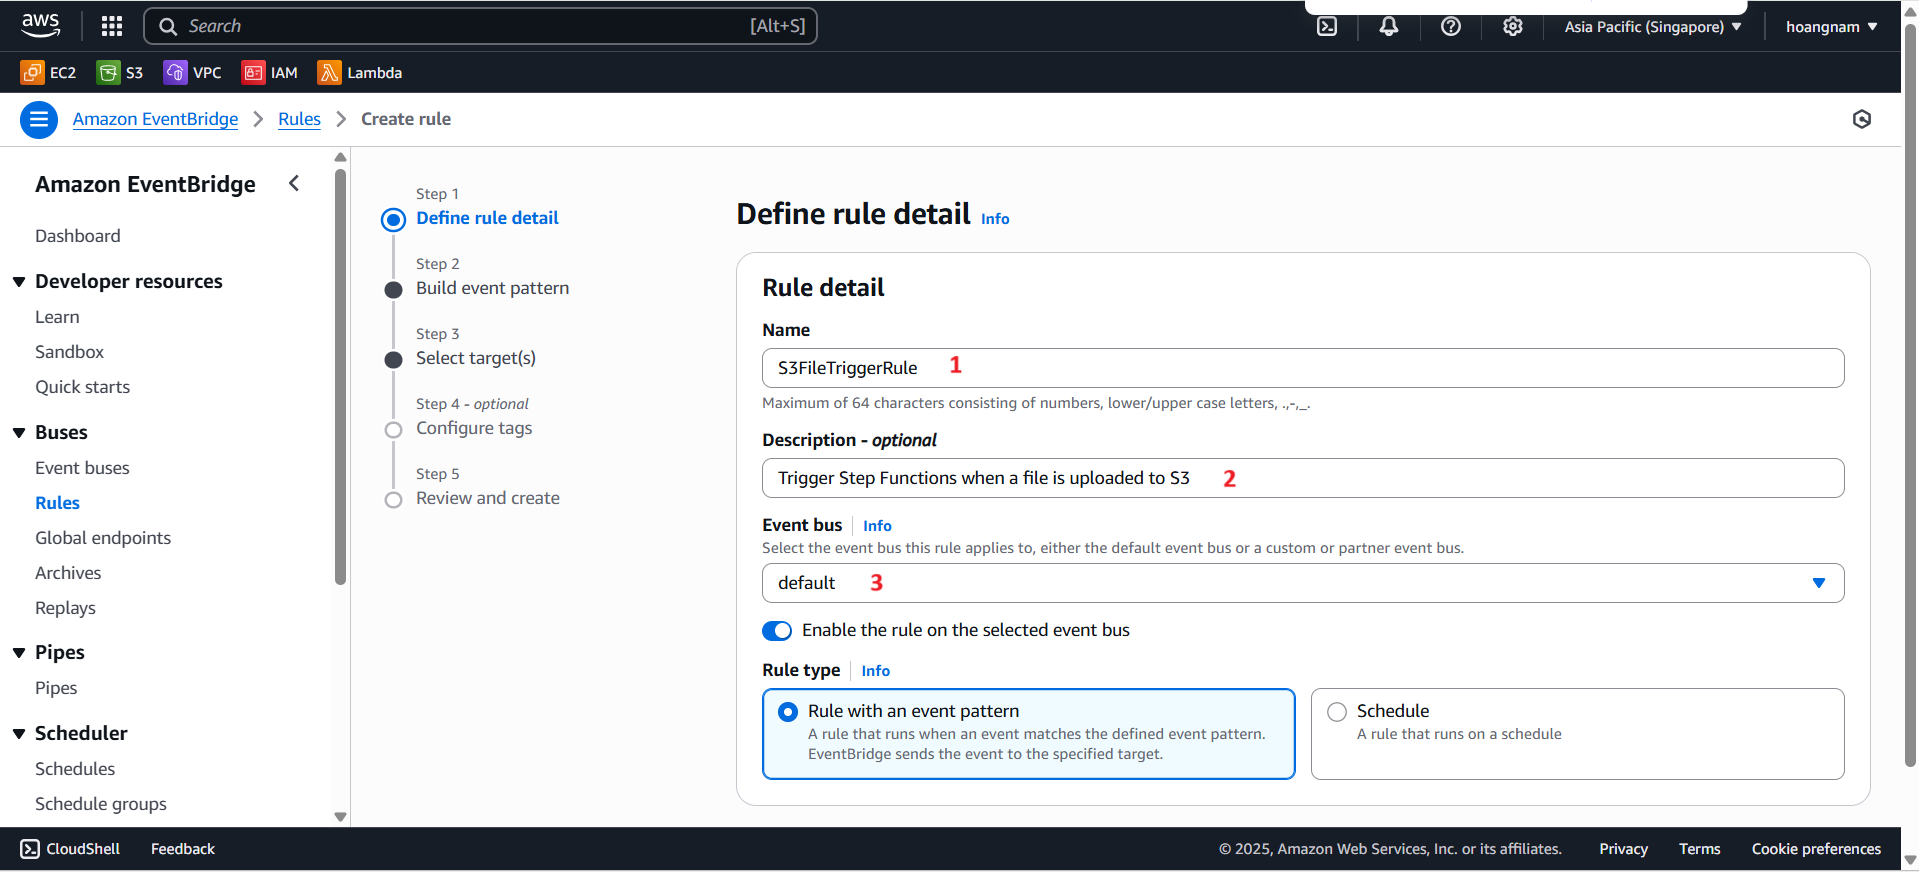 aws
Search [Alt+S]
Asia Pacific (Singapore)
hoangnam
EC2 S3 VPC IAM Lambda
Amazon EventBridge > Rules > Create rule
Amazon EventBridge
Dashboard
Developer resources
Learn
Sandbox
Quick starts
Buses
Event buses
Rules
Global endpoints
Archives
Replays
Pipes
Pipes
Scheduler
Schedules
Schedule groups
Step 1
Define rule detail
Step 2
Build event pattern
Step 3
Select target(s)
Step 4 - optional
Configure tags
Step 5
Review and create
Define rule detail Info
Rule detail
Name
S3FileTriggerRule 1
Maximum of 64 characters consisting of numbers, lower/upper case letters, .,-,_.
Description - optional
Trigger Step Functions when a file is uploaded to S3 2
Event bus Info
Select the event bus this rule applies to, either the default event bus or a custom or partner event bus.
default 3
Enable the rule on the selected event bus
Rule type Info
Rule with an event pattern
A rule that runs when an event matches the defined event pattern.
EventBridge sends the event to the specified target.
Schedule
A rule that runs on a schedule
CloudShell Feedback
© 2025, Amazon Web Services, Inc. or its affiliates. Privacy Terms Cookie preferences